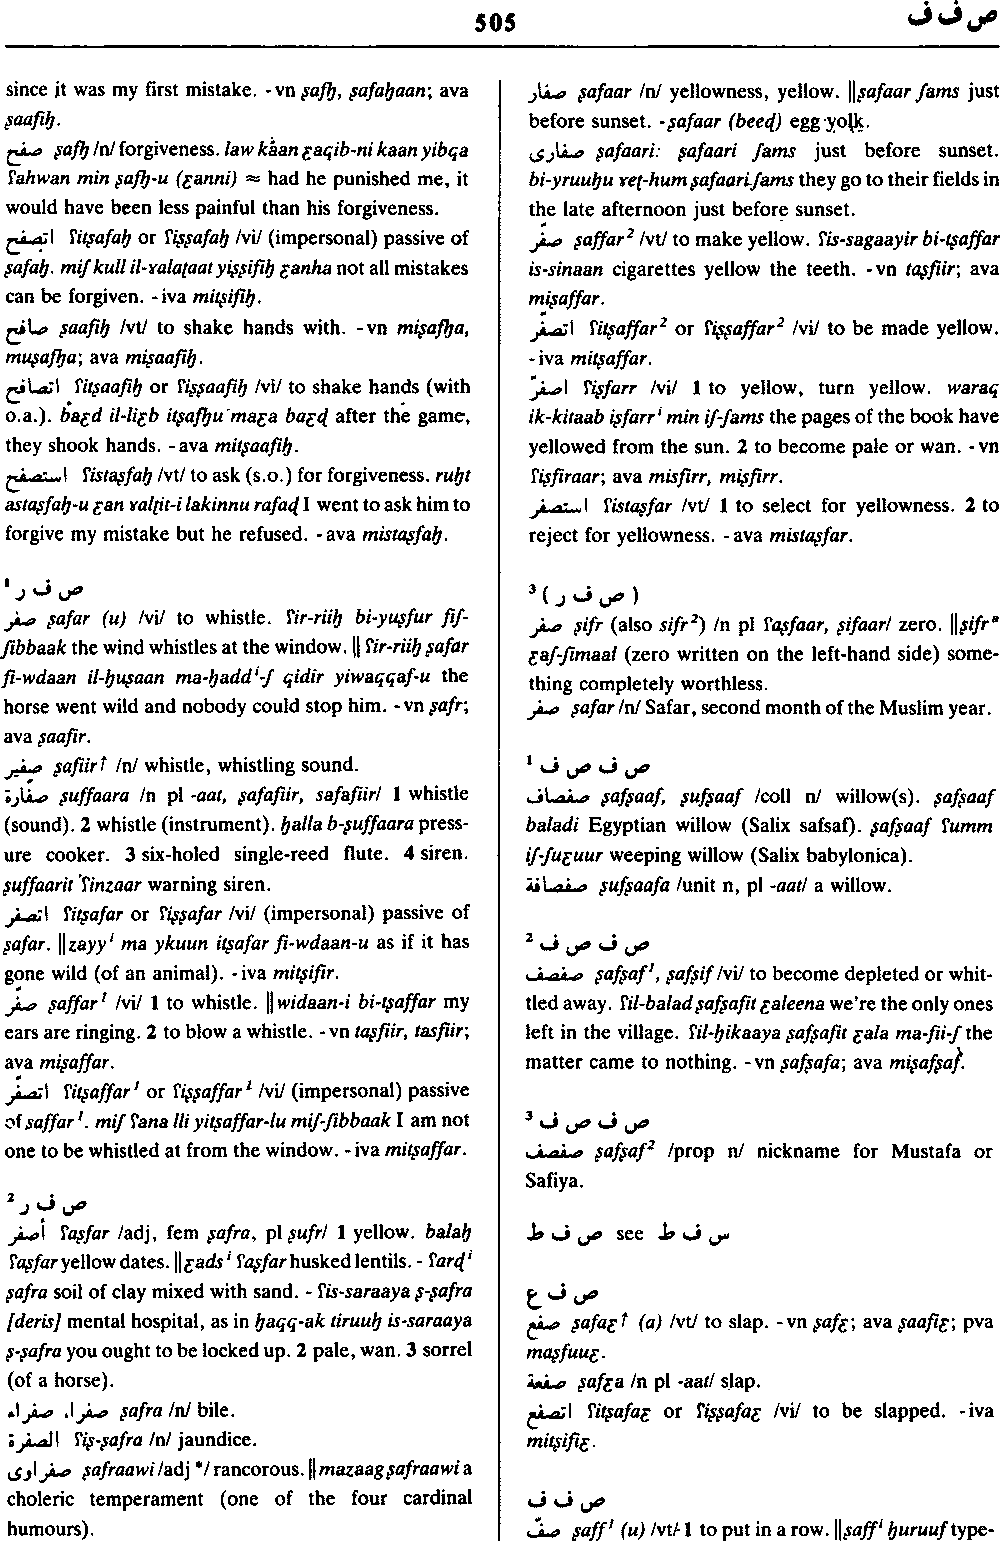 505
ص ف ف
since it was my first mistake. -vn ṣafḥ, ṣafaḥaan; ava
ṣaafiḥ.
صفح ṣafḥ /n/ forgiveness. law kaan ɛaqib-ni kaan yibqa
ʕahwan min ṣafḥ-u (ɛanni) ≈ had he punished me, it
would have been less painful than his forgiveness.
اتصفح ʕitṣafaḥ or ʕiṣṣafaḥ /vi/ (impersonal) passive of
ṣafaḥ. miʃ kull il-ɤalaṭaat yiṣṣifiḥ ɛanha not all mistakes
can be forgiven. -iva mitṣifiḥ.
صافح ṣaafiḥ /vt/ to shake hands with. -vn miṣafḥa,
muṣafḥa; ava miṣaafiḥ.
اتصافح ʕitṣaafiḥ or ʕiṣṣaafiḥ /vi/ to shake hands (with
o.a.). baɛd il-liɛb itṣafḥu maɛa baɛḍ after the game,
they shook hands. -ava mitṣaafiḥ.
استصفح ʕistaṣfaḥ /vt/ to ask (s.o.) for forgiveness. ruḥt
astaṣfaḥ-u ɛan ɤalṭit-i lakinnu rafaḍ I went to ask him to
forgive my mistake but he refused. -ava mistaṣfaḥ.
ص ف ر ¹
صفر ṣafar (u) /vi/ to whistle. ʕir-riiḥ bi-yuṣfur fiʃ-
ʃibbaak the wind whistles at the window. ‖ ʕir-riiḥ ṣafar
fi-wdaan il-ḥuṣaan ma-ḥaddⁱ-ʃ qidir yiwaqqaf-u the
horse went wild and nobody could stop him. -vn ṣafr;
ava ṣaafir.
صفير ṣafiir↑ /n/ whistle, whistling sound.
صفارة ṣuffaara /n pl -aat, ṣafafiir, safafiir/ 1 whistle
(sound). 2 whistle (instrument). ḥalla b-ṣuffaara press-
ure cooker. 3 six-holed single-reed flute. 4 siren.
ṣuffaarit ʕinzaar warning siren.
اتصفر ʕitṣafar or ʕiṣṣafar /vi/ (impersonal) passive of
ṣafar. ‖zayyⁱ ma ykuun itṣafar fi-wdaan-u as if it has
gone wild (of an animal). -iva mitṣifir.
صفّر ṣaffar¹ /vi/ 1 to whistle. ‖widaan-i bi-tṣaffar my
ears are ringing. 2 to blow a whistle. -vn taṣfiir, tasfiir;
ava miṣaffar.
اتصفّر ʕitṣaffar¹ or ʕiṣṣaffar¹ /vi/ (impersonal) passive
of ṣaffar¹. miʃ ʕana lli yitṣaffar-lu miʃ-ʃibbaak I am not
one to be whistled at from the window. -iva mitṣaffar.
ص ف ر ²
أصفر ʕaṣfar /adj, fem ṣafra, pl ṣufr/ 1 yellow. balaḥ
ʕaṣfar yellow dates. ‖ɛadsⁱ ʕaṣfar husked lentils. - ʕarḍⁱ
ṣafra soil of clay mixed with sand. - ʕis-saraaya ṣ-ṣafra
[deris] mental hospital, as in ḥaqq-ak tiruuḥ is-saraaya
ṣ-ṣafra you ought to be locked up. 2 pale, wan. 3 sorrel
(of a horse).
صفرا، صفراء ṣafra /n/ bile.
الصفرة ʕiṣ-ṣafra /n/ jaundice.
صفراوى ṣafraawi /adj */ rancorous. ‖mazaag ṣafraawi a
choleric temperament (one of the four cardinal
humours).
صفار ṣafaar /n/ yellowness, yellow. ‖ṣafaar ʃams just
before sunset. -ṣafaar (beeḍ) egg yolk.
صفارى ṣafaari: ṣafaari ʃams just before sunset.
bi-yruuḥu ɤeṭ-hum ṣafaari ʃams they go to their fields in
the late afternoon just before sunset.
صفّر ṣaffar² /vt/ to make yellow. ʕis-sagaayir bi-tṣaffar
is-sinaan cigarettes yellow the teeth. -vn taṣfiir; ava
miṣaffar.
اتصفّر ʕitṣaffar² or ʕiṣṣaffar² /vi/ to be made yellow.
-iva mitṣaffar.
اصفرّ ʕiṣfarr /vi/ 1 to yellow, turn yellow. waraq
ik-kitaab iṣfarrⁱ min iʃ-ʃams the pages of the book have
yellowed from the sun. 2 to become pale or wan. -vn
ʕiṣfiraar; ava misfirr, miṣfirr.
استصفر ʕistaṣfar /vt/ 1 to select for yellowness. 2 to
reject for yellowness. -ava mistaṣfar.
(ص ف ر) ³
صفر ṣifr (also sifr²) /n pl ʕaṣfaar, ṣifaar/ zero. ‖ṣifrᵃ
ɛaʃ-ʃimaal (zero written on the left-hand side) some-
thing completely worthless.
صفر ṣafar /n/ Safar, second month of the Muslim year.
ص ف ص ف ¹
صفصاف ṣafṣaaf, ṣufṣaaf /coll n/ willow(s). ṣafṣaaf
baladi Egyptian willow (Salix safsaf). ṣafṣaaf ʕumm
iʃ-ʃuɛuur weeping willow (Salix babylonica).
صفصافة ṣufṣaafa /unit n, pl -aat/ a willow.
ص ف ص ف ²
صفصف ṣafṣaf¹, ṣafṣif /vi/ to become depleted or whit-
tled away. ʕil-balad ṣafṣafit ɛaleena we're the only ones
left in the village. ʕil-ḥikaaya ṣafṣafit ɛala ma-fii-ʃ the
matter came to nothing. -vn ṣafṣafa; ava miṣafṣaf.
ص ف ص ف ³
صفصف ṣafṣaf² /prop n/ nickname for Mustafa or
Safiya.
ص ف ط see س ف ط
ص ف ع
صفع ṣafaɛ↑ (a) /vt/ to slap. -vn ṣafɛ; ava ṣaafiɛ; pva
maṣfuuɛ.
صفعة ṣafɛa /n pl -aat/ slap.
اتصفع ʕitṣafaɛ or ʕiṣṣafaɛ /vi/ to be slapped. -iva
mitṣifiɛ.
ص ف ف
صفّ ṣaff¹ (u) /vt/ 1 to put in a row. ‖ṣaffⁱ ḥuruuf type-